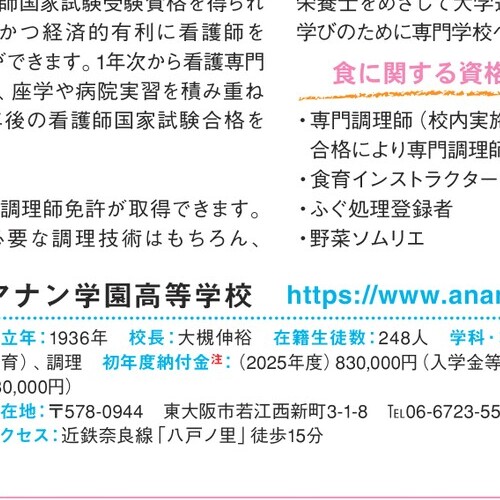 師国家試験受験資格を得られ
かつ経済的有利に看護師を
ができます。1年次から看護専門
、座学や病院実習を積み重ね
後の看護師国家試験合格を
調理師免許が取得できます。
必要な調理技術はもちろん、
栄養士をめざして大学
学びのために専門学校へ
食に関する資格
・専門調理師（校内実施
合格により専門調理師
・食育インストラクター
・ふぐ処理登録者
・野菜ソムリエ
アナン学園高等学校 https://www.anan
立年：1936年 校長：大槻伸裕 在籍生徒数：248人 学科・
育）、調理 初年度納付金注：（2025年度）830,000円（入学金等
30,000円）
在地：〒578-0944 東大阪市若江西新町3-1-8 TEL06-6723-55
クセス：近鉄奈良線「八戸ノ里」徒歩15分